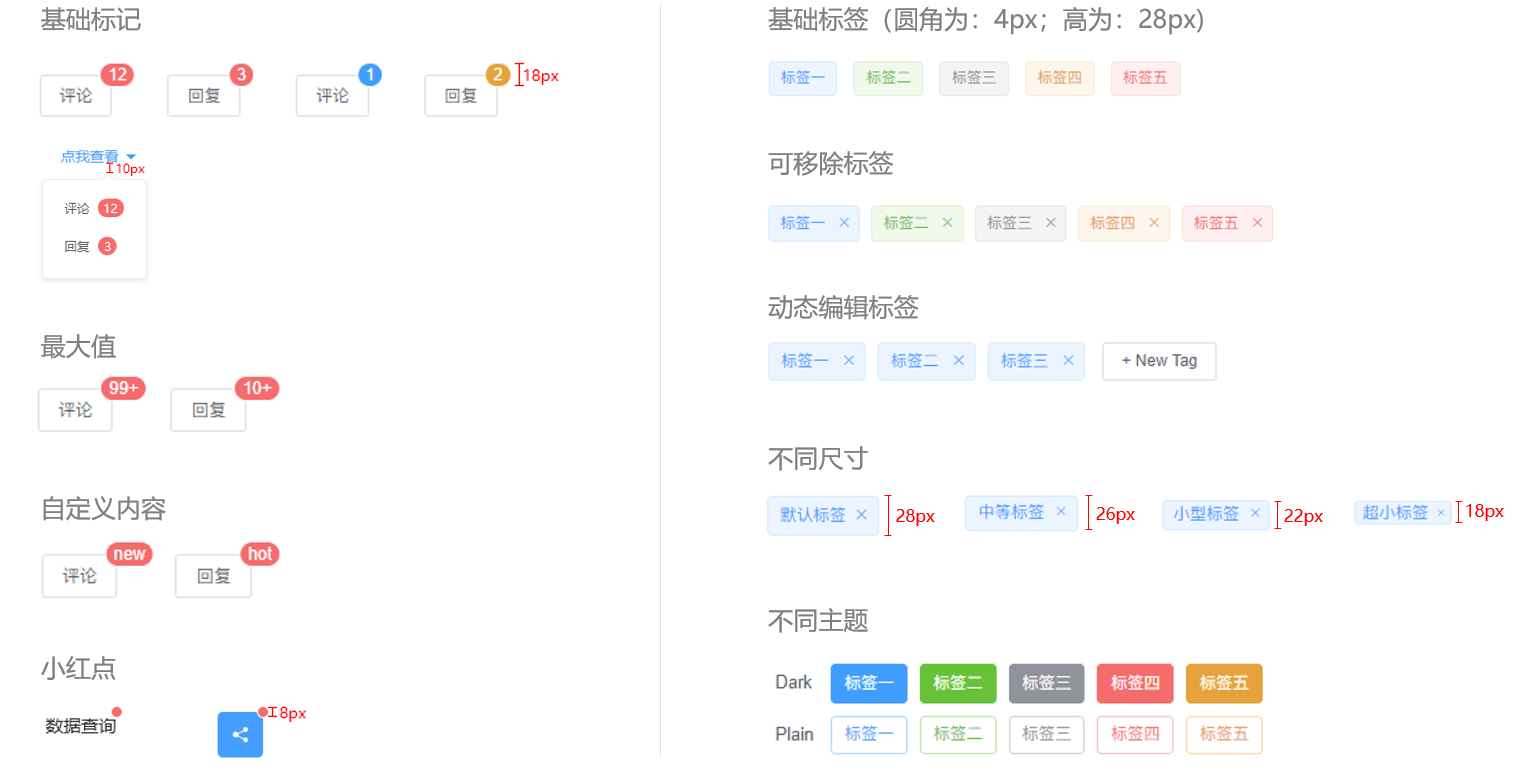 基础标记
12 3 1 2 18px
评论 回复 评论 回复
点我查看
10px
评论 12
回复 3
最大值
99+ 10+
评论 回复
自定义内容
new hot
评论 回复
小红点
数据查询 8px
基础标签（圆角为：4px；高为：28px）
标签一 标签二 标签三 标签四 标签五
可移除标签
标签一 × 标签二 × 标签三 × 标签四 × 标签五 ×
动态编辑标签
标签一 × 标签二 × 标签三 × + New Tag
不同尺寸
默认标签 × 28px 中等标签 × 26px 小型标签 × 22px 超小标签 × 18px
不同主题
Dark 标签一 标签二 标签三 标签四 标签五
Plain 标签一 标签二 标签三 标签四 标签五